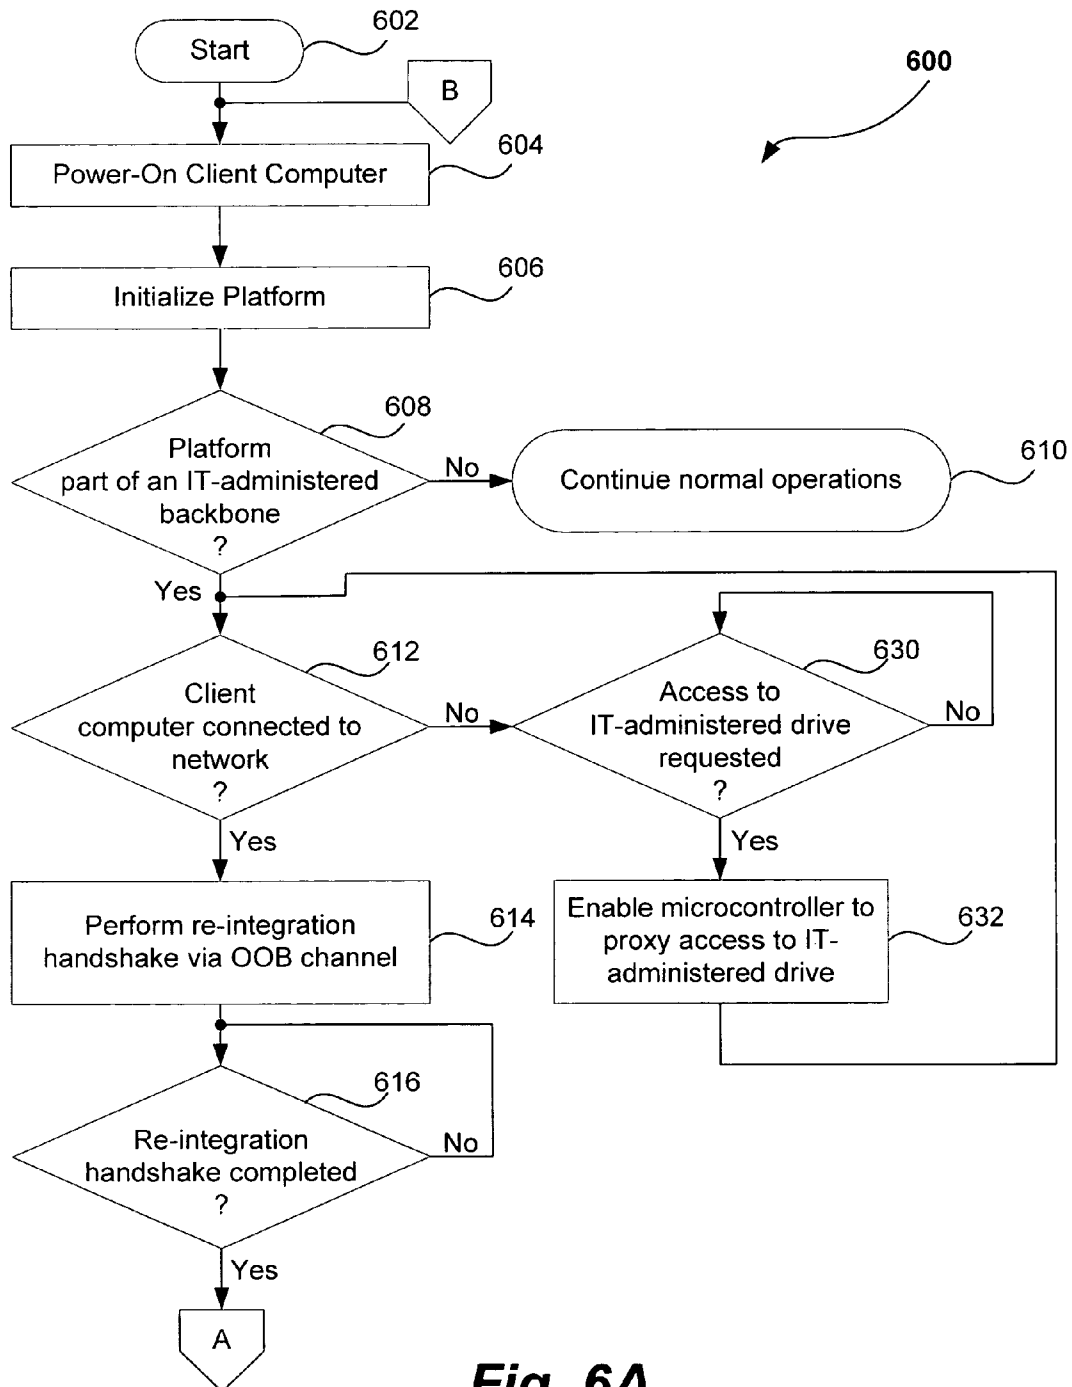 602
Start
B
600
604
Power-On Client Computer
606
Initialize Platform
608
Platform
part of an IT-administered
backbone
?
No
Continue normal operations
610
Yes
612
Client
computer connected to
network
?
No
630
Access to
IT-administered drive
requested
?
No
Yes
Yes
Perform re-integration
handshake via OOB channel
614
Enable microcontroller to
proxy access to IT-
administered drive
632
616
Re-integration
handshake completed
?
No
Yes
A
Fig. 6A